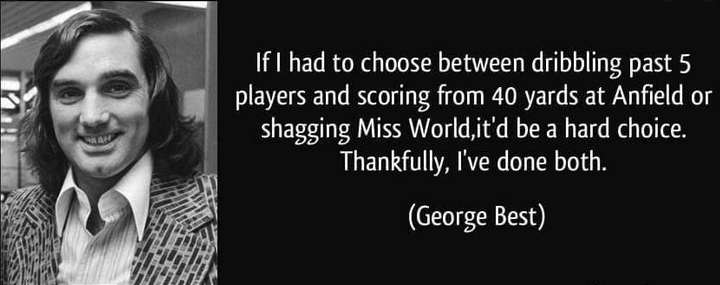 If I had to choose between dribbling past 5
players and scoring from 40 yards at Anfield or
shagging Miss World,it'd be a hard choice.
Thankfully, I've done both.
(George Best)